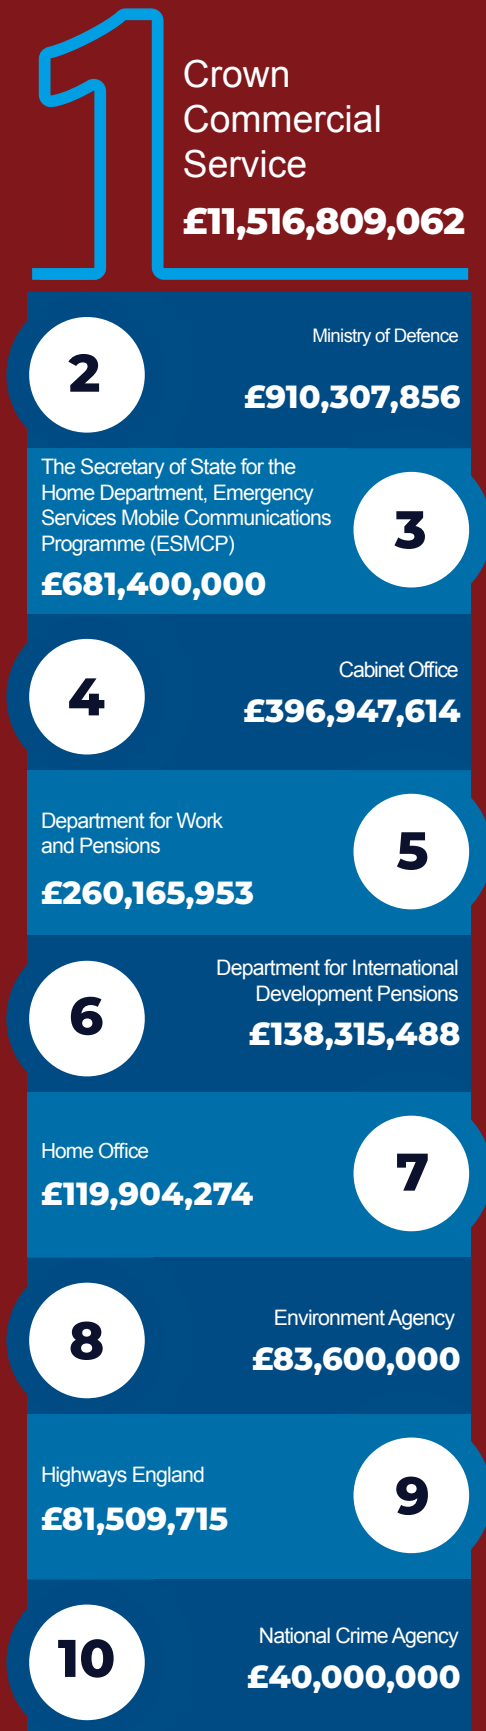 1
Crown
Commercial
Service
£11,516,809,062
2
Ministry of Defence
£910,307,856
The Secretary of State for the
Home Department, Emergency
Services Mobile Communications
Programme (ESMCP)
£681,400,000
3
4
Cabinet Office
£396,947,614
Department for Work
and Pensions
£260,165,953
5
6
Department for International
Development Pensions
£138,315,488
Home Office
£119,904,274
7
8
Environment Agency
£83,600,000
Highways England
£81,509,715
9
10
National Crime Agency
£40,000,000